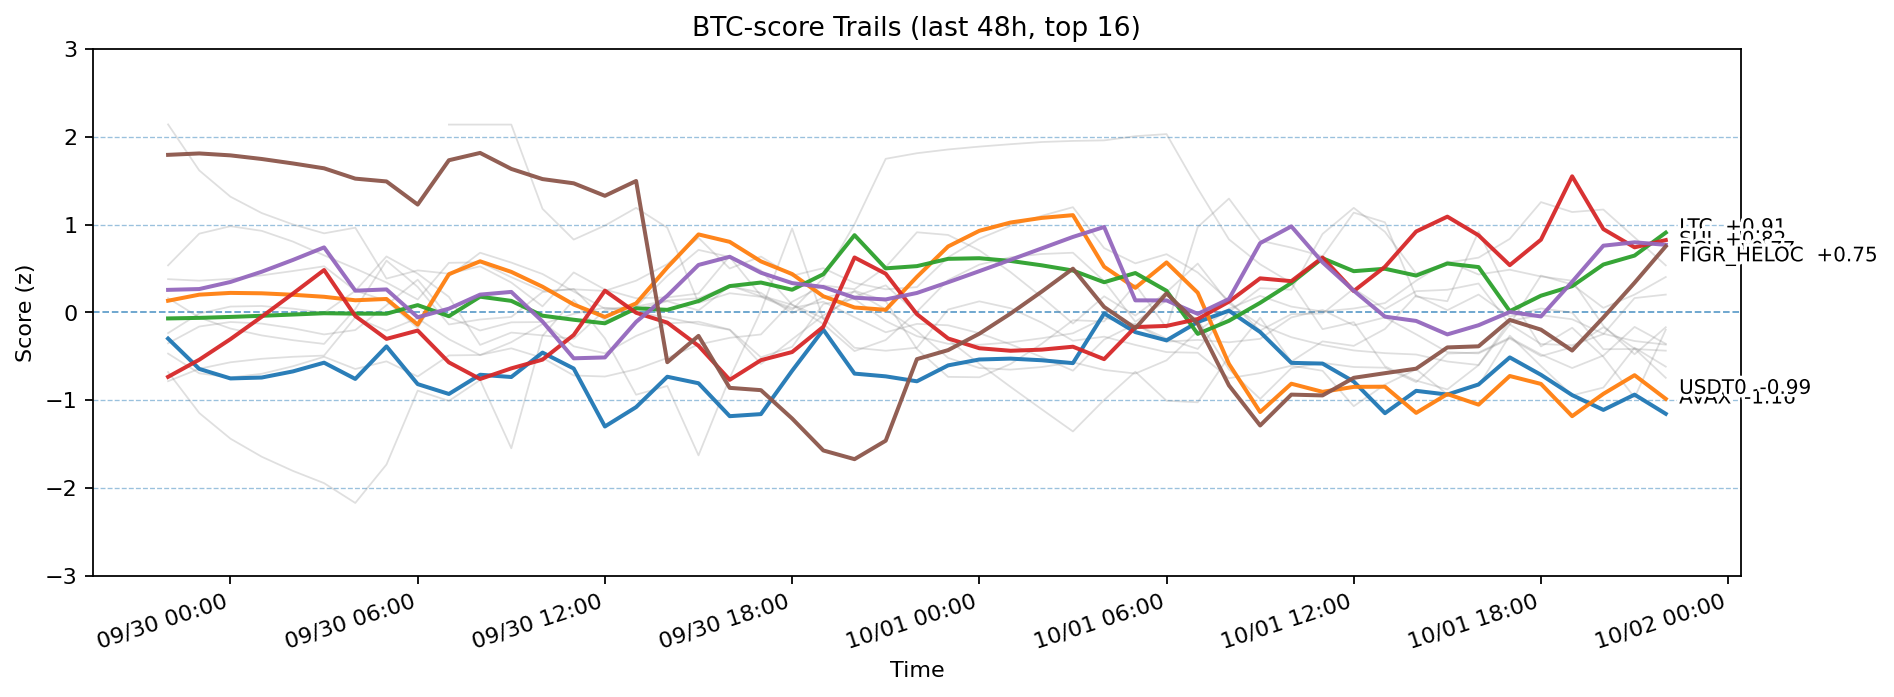 BTC-score Trails (last 48h, top 16)
Score (z)
3
2
1
0
−1
−2
−3
LTC +0.91
FIGR_HELOC +0.75
USDT0 -0.99
AVAX -1.16
09/30 00:00
09/30 06:00
09/30 12:00
09/30 18:00
10/01 00:00
10/01 06:00
10/01 12:00
10/01 18:00
10/02 00:00
Time